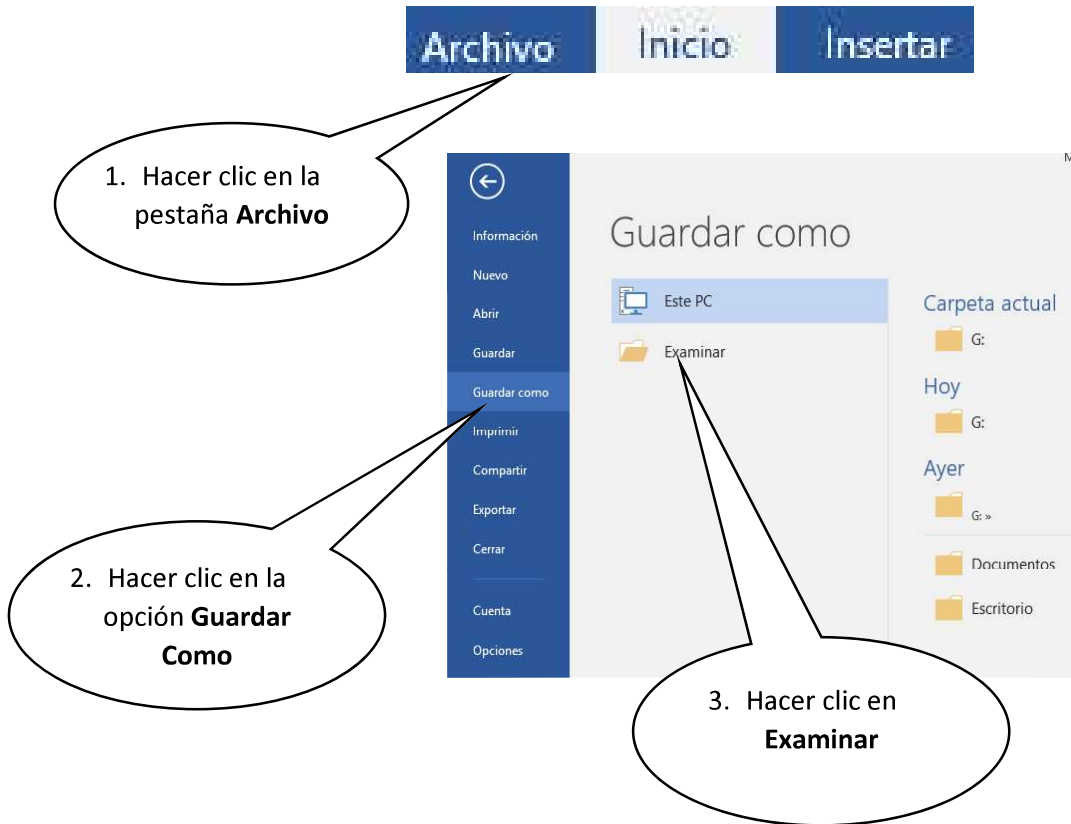 Archivo Inicio Insertar
1. Hacer clic en la
pestaña Archivo
M
Información
Nuevo
Abrir
Guardar
Guardar como
Imprimir
Compartir
Exportar
Cerrar
Cuenta
Opciones
Guardar como
Este PC
Examinar
Carpeta actual
G:
Hoy
G:
Ayer
G: »
Documentos
Escritorio
2. Hacer clic en la
opción Guardar
Como
3. Hacer clic en
Examinar